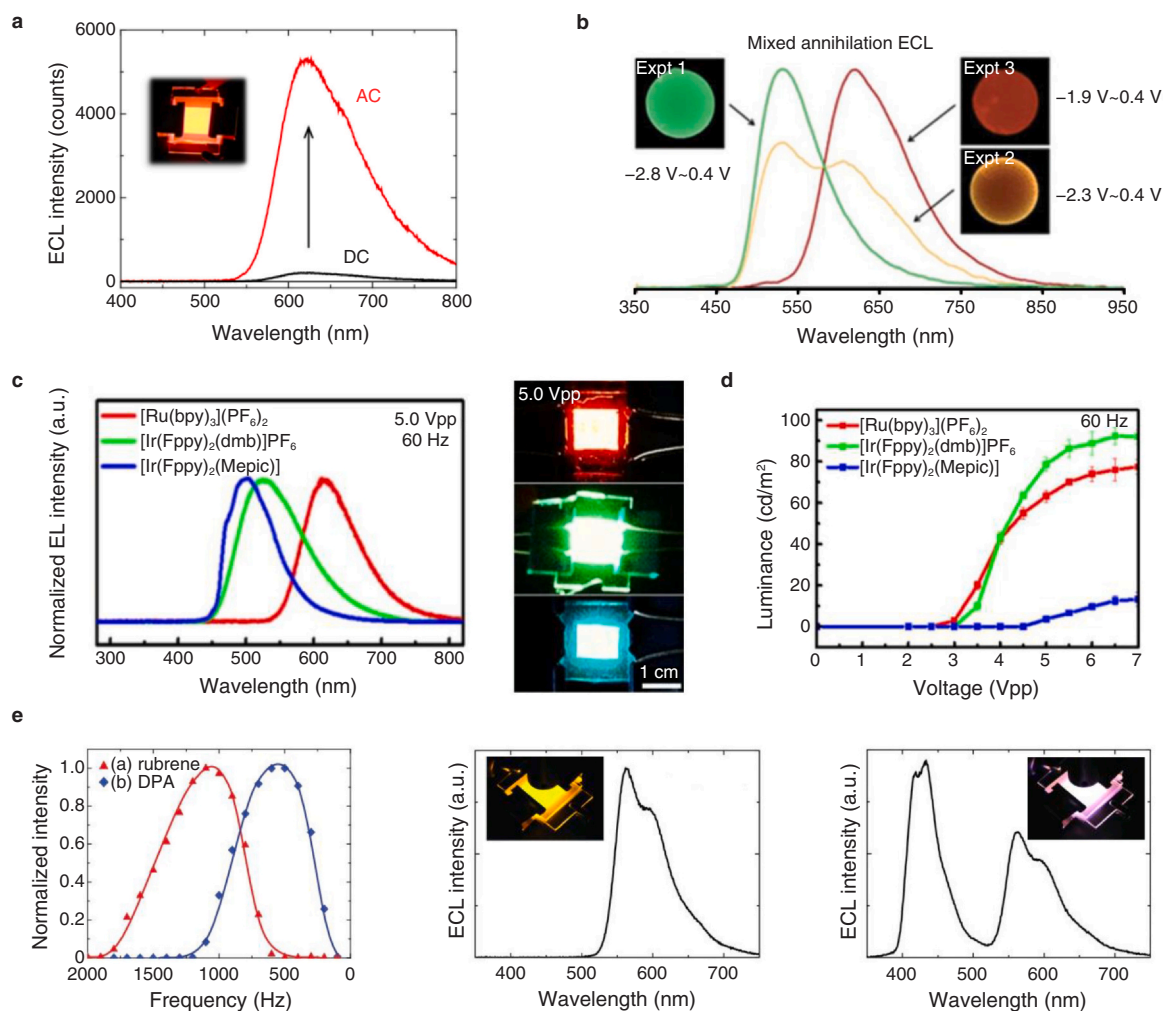 a
6000
5000
4000
3000
2000
1000
0
400 500 600 700 800
ECL intensity (counts)
Wavelength (nm)
AC
DC
b
Mixed annihilation ECL
Expt 1
−2.8 V~0.4 V
Expt 3
−1.9 V~0.4 V
Expt 2
−2.3 V~0.4 V
350 450 550 650 750 850 950
Wavelength (nm)
c
Normalized EL intensity (a.u.)
[Ru(bpy)₃](PF₆)₂
[Ir(Fppy)₂(dmb)]PF₆
[Ir(Fppy)₂(Mepic)]
5.0 Vpp
60 Hz
300 400 500 600 700 800
Wavelength (nm)
5.0 Vpp
1 cm
d
Luminance (cd/m²)
100
80
60
40
20
0
[Ru(bpy)₃](PF₆)₂
[Ir(Fppy)₂(dmb)]PF₆
[Ir(Fppy)₂(Mepic)]
60 Hz
0 1 2 3 4 5 6 7
Voltage (Vpp)
e
Normalized intensity
1.0
0.8
0.6
0.4
0.2
0
(a) rubrene
(b) DPA
2000 1500 1000 500 0
Frequency (Hz)
ECL intensity (a.u.)
400 500 600 700
Wavelength (nm)
ECL intensity (a.u.)
400 500 600 700
Wavelength (nm)